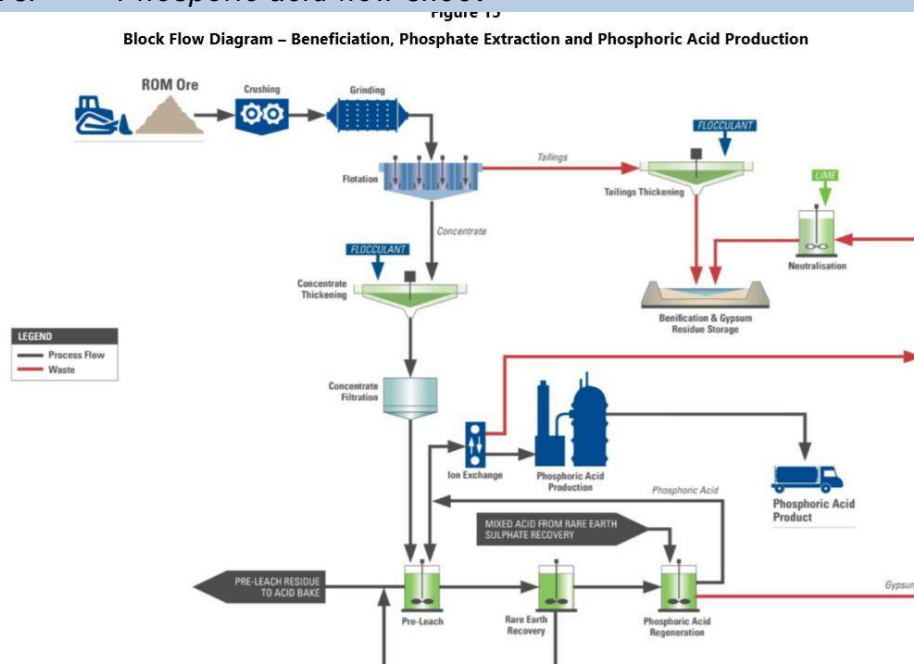 Figure 15
Block Flow Diagram – Beneficiation, Phosphate Extraction and Phosphoric Acid Production
ROM Ore
Crushing
Grinding
FLOCCULANT
Flotation
Tailings
Tailings Thickening
LIME
Concentrate
Neutralisation
FLOCCULANT
Concentrate
Thickening
Benification & Gypsum
Residue Storage
LEGEND
Process Flow
Waste
Concentrate
Filtration
Ion Exchange
Phosphoric Acid
Production
Phosphoric Acid
Phosphoric Acid
Product
MIXED ACID FROM RARE EARTH
SULPHATE RECOVERY
PRE-LEACH RESIDUE
TO ACID BAKE
Gypsum
Pre-Leach
Rare Earth
Recovery
Phosphoric Acid
Regeneration